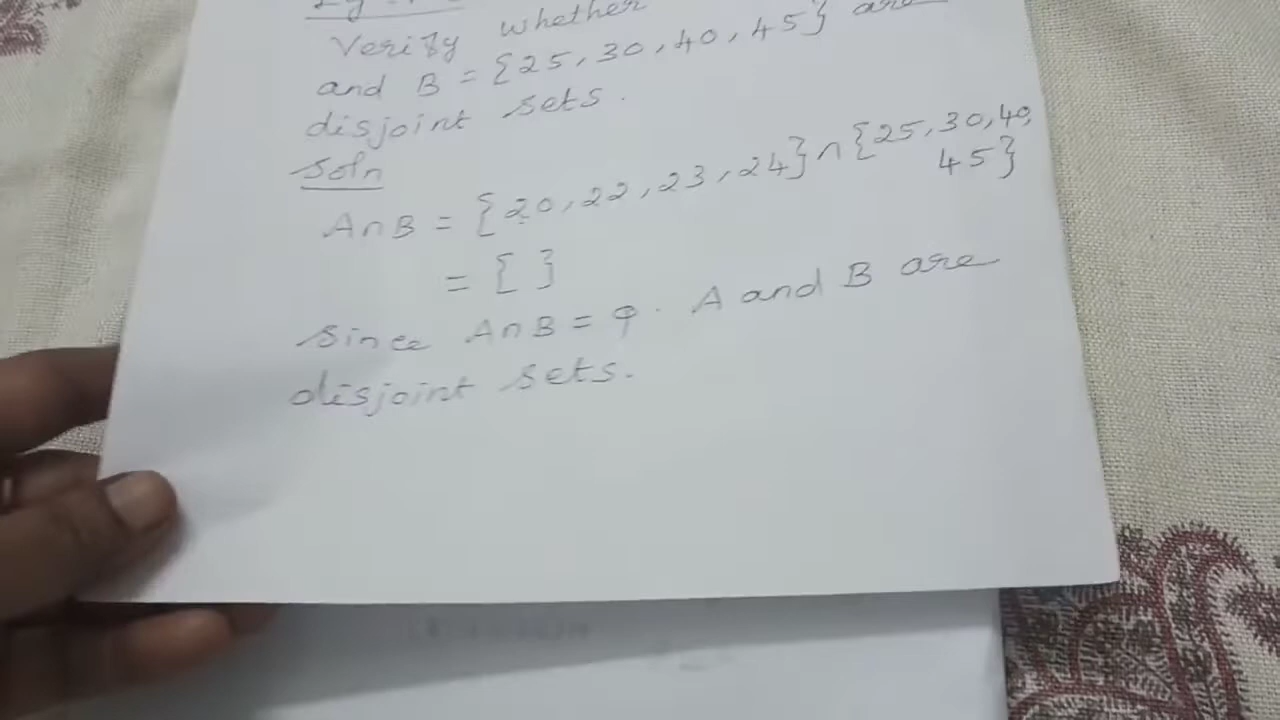 Verify whether
and B = {25, 30, 40, 45} are
disjoint sets.
Soln
A∩B = {20, 22, 23, 24} ∩ {25, 30, 40,
45}
= { }
since A∩B = φ. A and B are
disjoint sets.